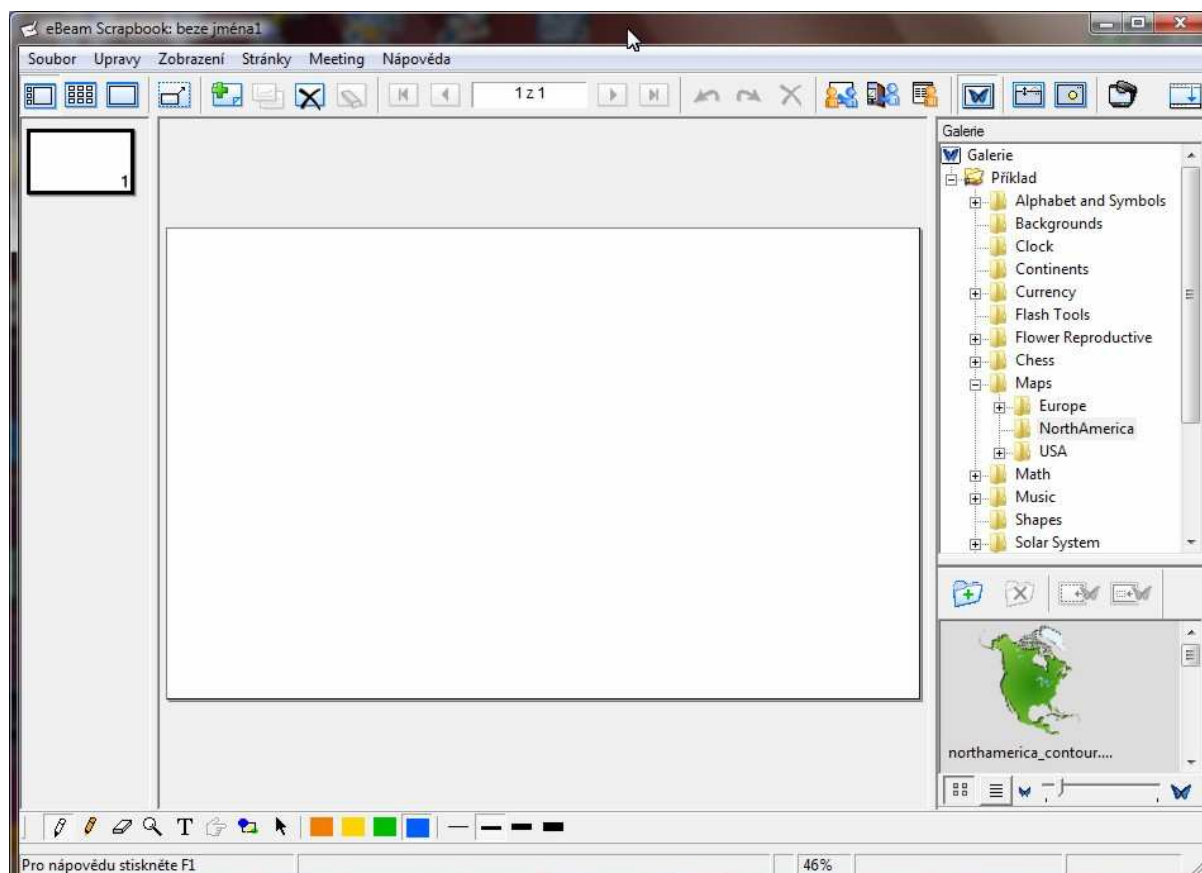 eBeam Scrapbook: beze jména1
Soubor Upravy Zobrazení Stránky Meeting Nápověda
1 z 1
1
Galerie
Galerie
Příklad
Alphabet and Symbols
Backgrounds
Clock
Continents
Currency
Flash Tools
Flower Reproductive
Chess
Maps
Europe
NorthAmerica
USA
Math
Music
Shapes
Solar System
northamerica_contour....
T
Pro nápovědu stiskněte F1
46%